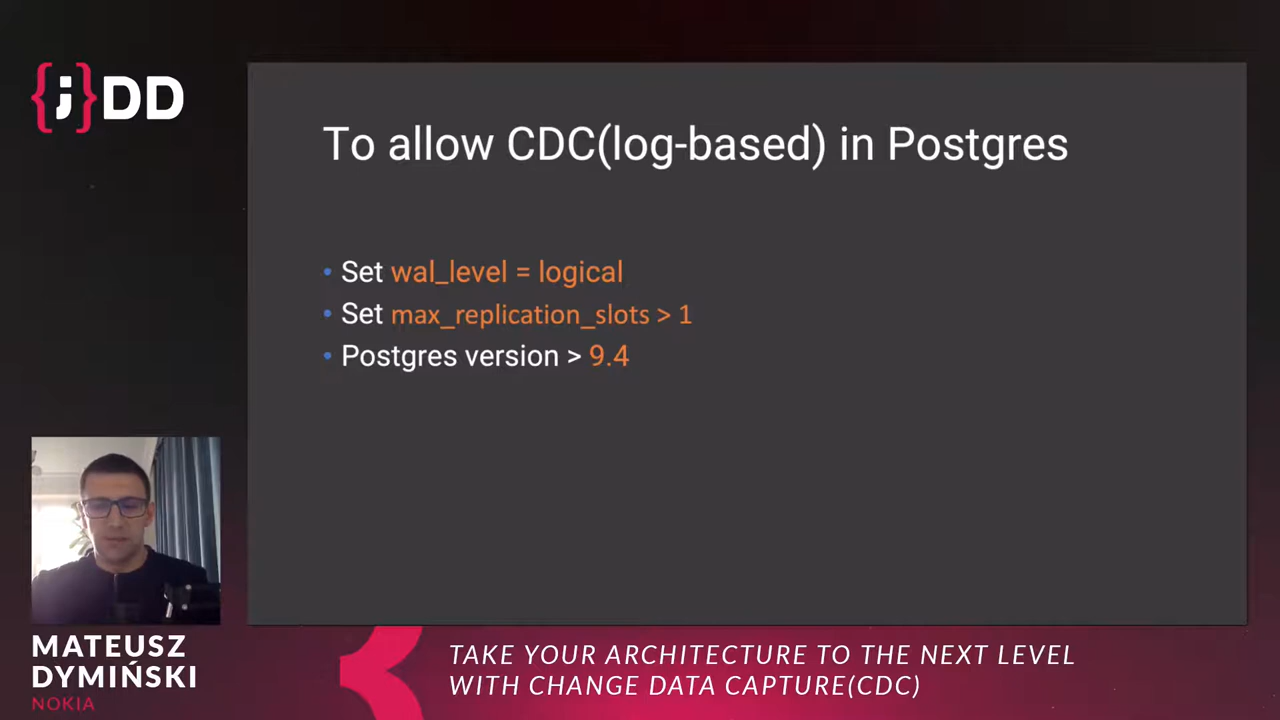 {;}DD
To allow CDC(log-based) in Postgres
• Set wal_level = logical
• Set max_replication_slots > 1
• Postgres version > 9.4
MATEUSZ
DYMIŃSKI
NOKIA
TAKE YOUR ARCHITECTURE TO THE NEXT LEVEL
WITH CHANGE DATA CAPTURE(CDC)